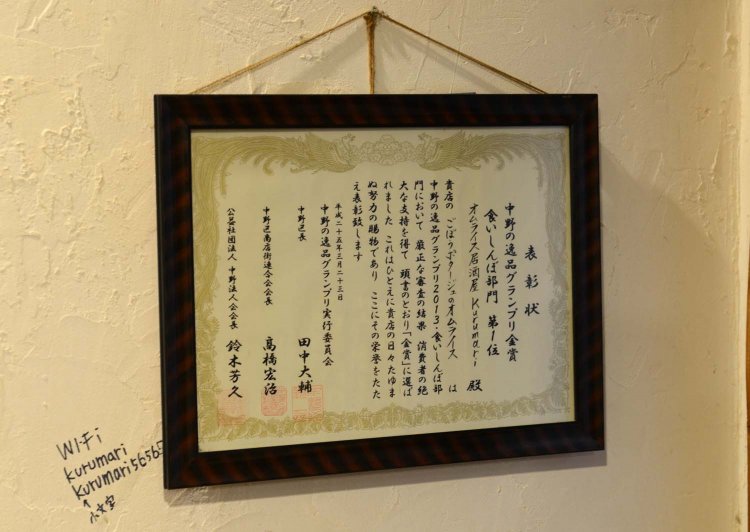 表彰状
中野の逸品グランプリ金賞
食いしんぼ部門 第1位
オムライス居酒屋 Kurumari 殿
貴店の ごぼうポタージュのオムライス は
中野の逸品グランプリ2013・食いしんぼ部
門において 厳正な審査の結果 消費者の絶
大な支持を得て 頭書のとおり「金賞」に選ば
れました これはひとえに貴店の日々たゆま
ぬ努力の賜物であり ここにその栄誉をたた
え表彰致します
平成二十五年三月二十三日
中野の逸品グランプリ実行委員会
中野区長 田中大輔
中野区商店街連合会会長 高橋宏治
公益社団法人 中野法人会会長 鈴木芳久
Wi-Fi
kurumari
kurumari5656
↑
小文字